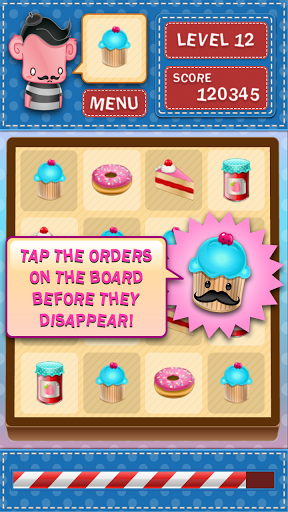 LEVEL 12
SCORE
120345
MENU
TAP THE ORDERS
ON THE BOARD
BEFORE THEY
DISAPPEAR!